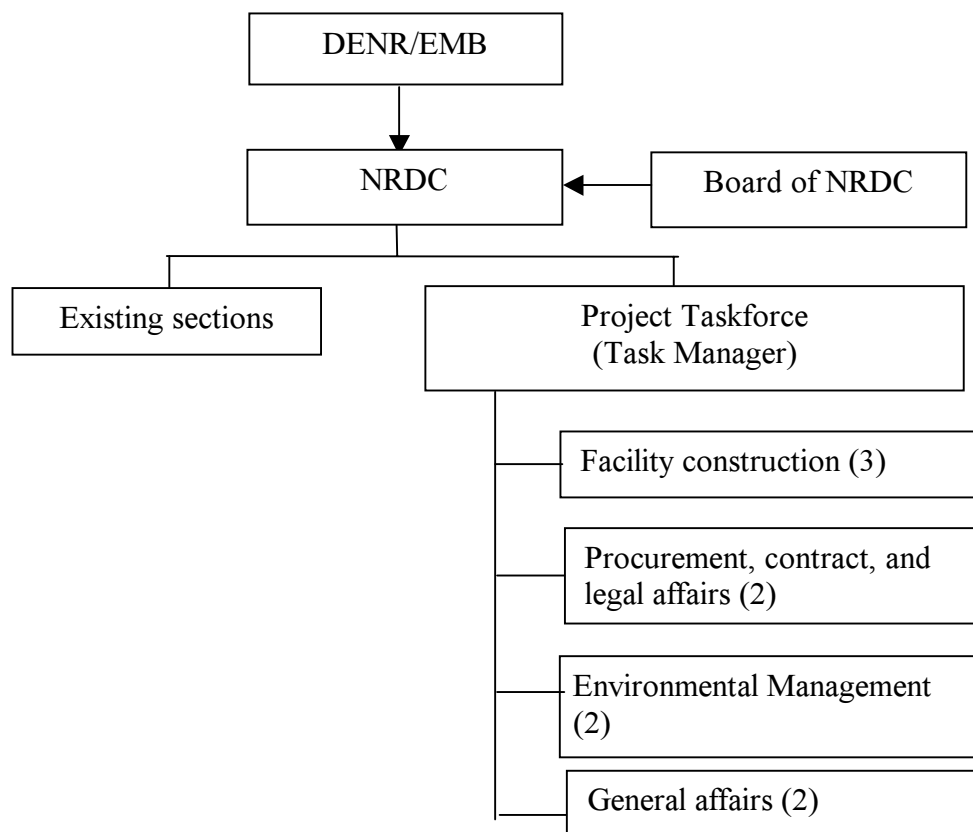 DENR/EMB
NRDC
Board of NRDC
Existing sections
Project Taskforce
(Task Manager)
Facility construction (3)
Procurement, contract, and
legal affairs (2)
Environmental Management
(2)
General affairs (2)